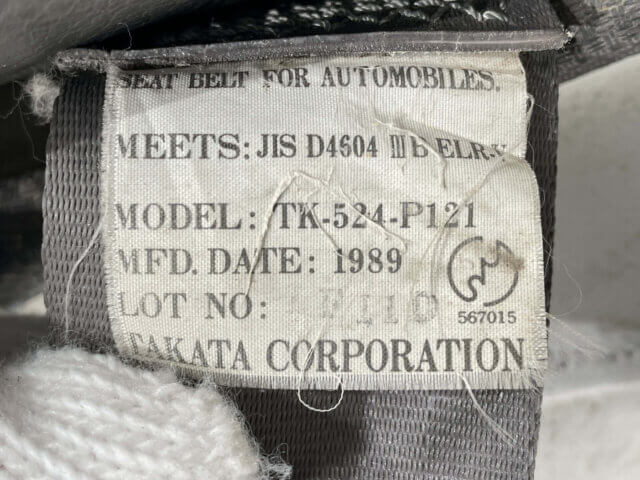 SEAT BELT FOR AUTOMOBILES.
MEETS: JIS D4604 III B ELR-V
MODEL: TK-524-P121
MFD. DATE: 1989
LOT NO:
567015
TAKATA CORPORATION